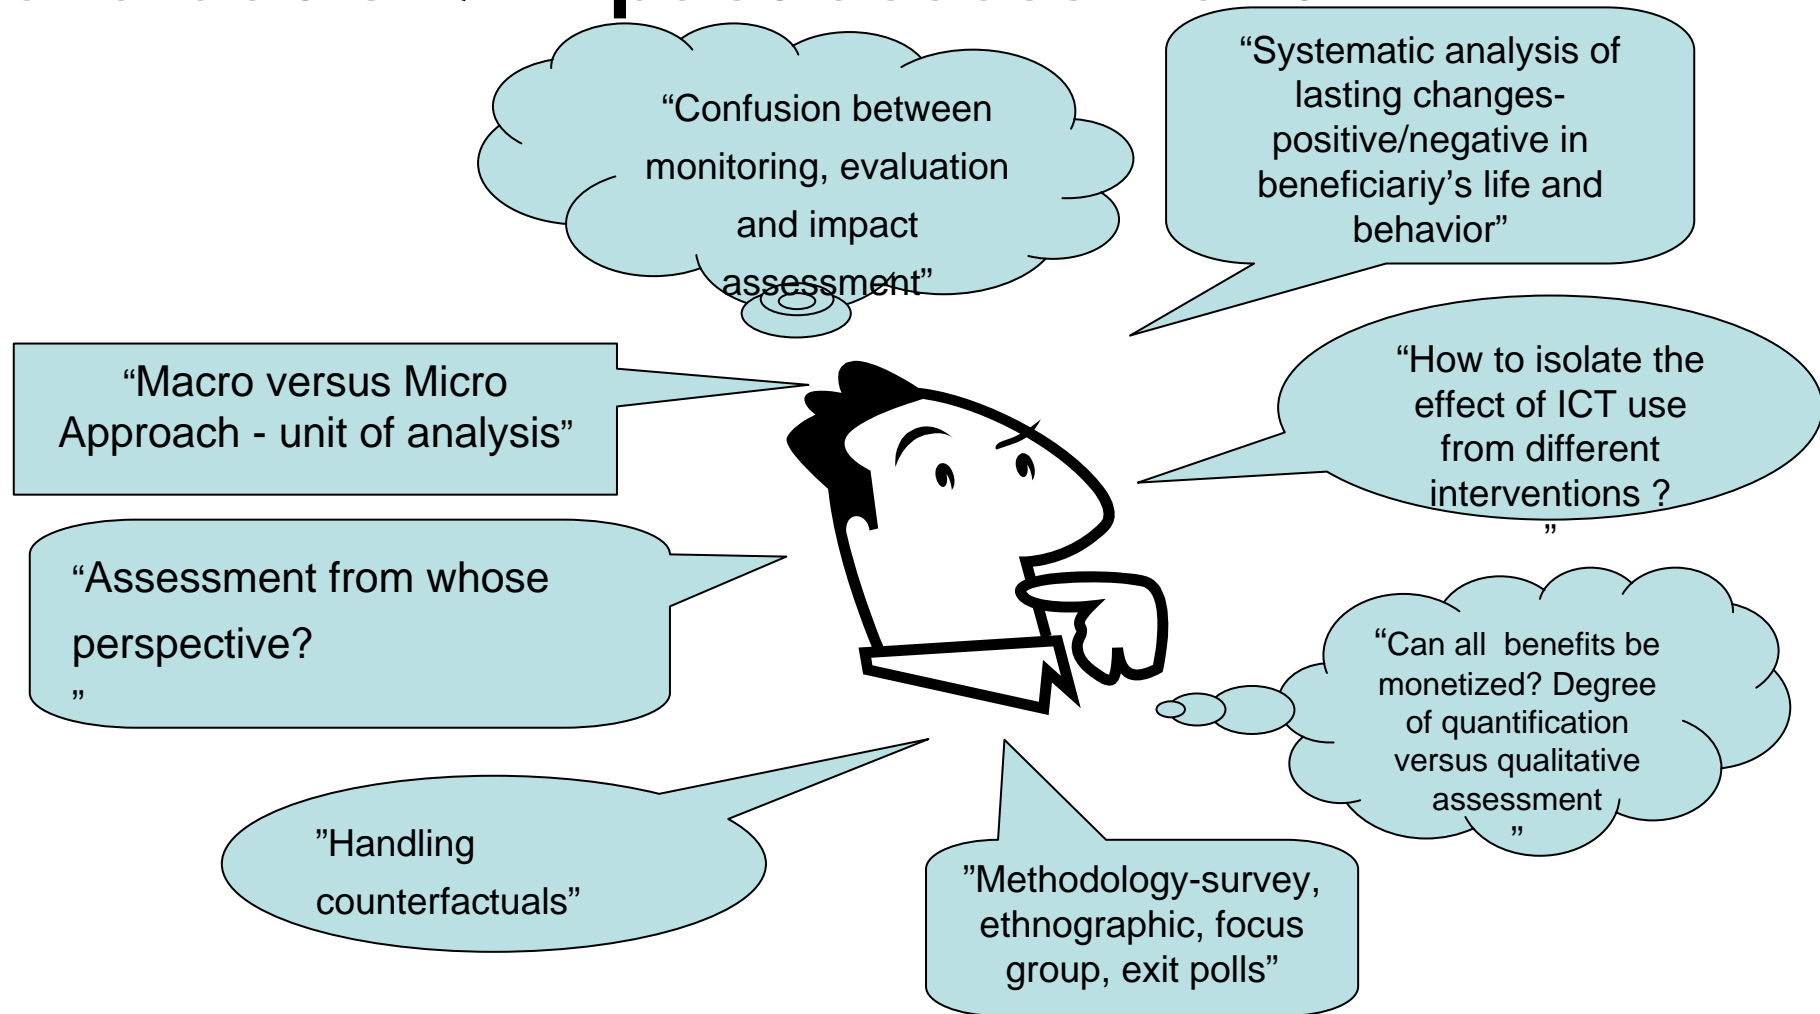 “Confusion between
monitoring, evaluation
and impact
assessment”
“Systematic analysis of
lasting changes-
positive/negative in
beneficiariy’s life and
behavior”
“Macro versus Micro
Approach - unit of analysis”
“How to isolate the
effect of ICT use
from different
interventions ?
”
“Assessment from whose
perspective?
”
“Can all  benefits be
monetized? Degree
of quantification
versus qualitative
assessment
”
”Handling
counterfactuals”
”Methodology-survey,
ethnographic, focus
group, exit polls”